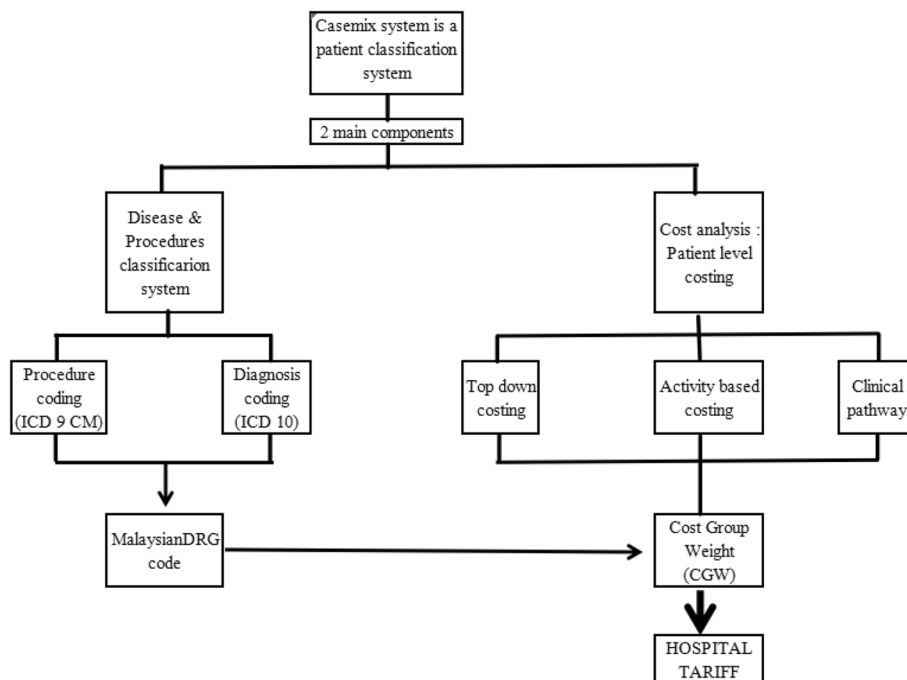 Casemix system is a
patient classification
system
2 main components
Disease &
Procedures
classificarion
system
Cost analysis :
Patient level
costing
Procedure
coding
(ICD 9 CM)
Diagnosis
coding
(ICD 10)
Top down
costing
Activity based
costing
Clinical
pathway
MalaysianDRG
code
Cost Group
Weight
(CGW)
HOSPITAL
TARIFF